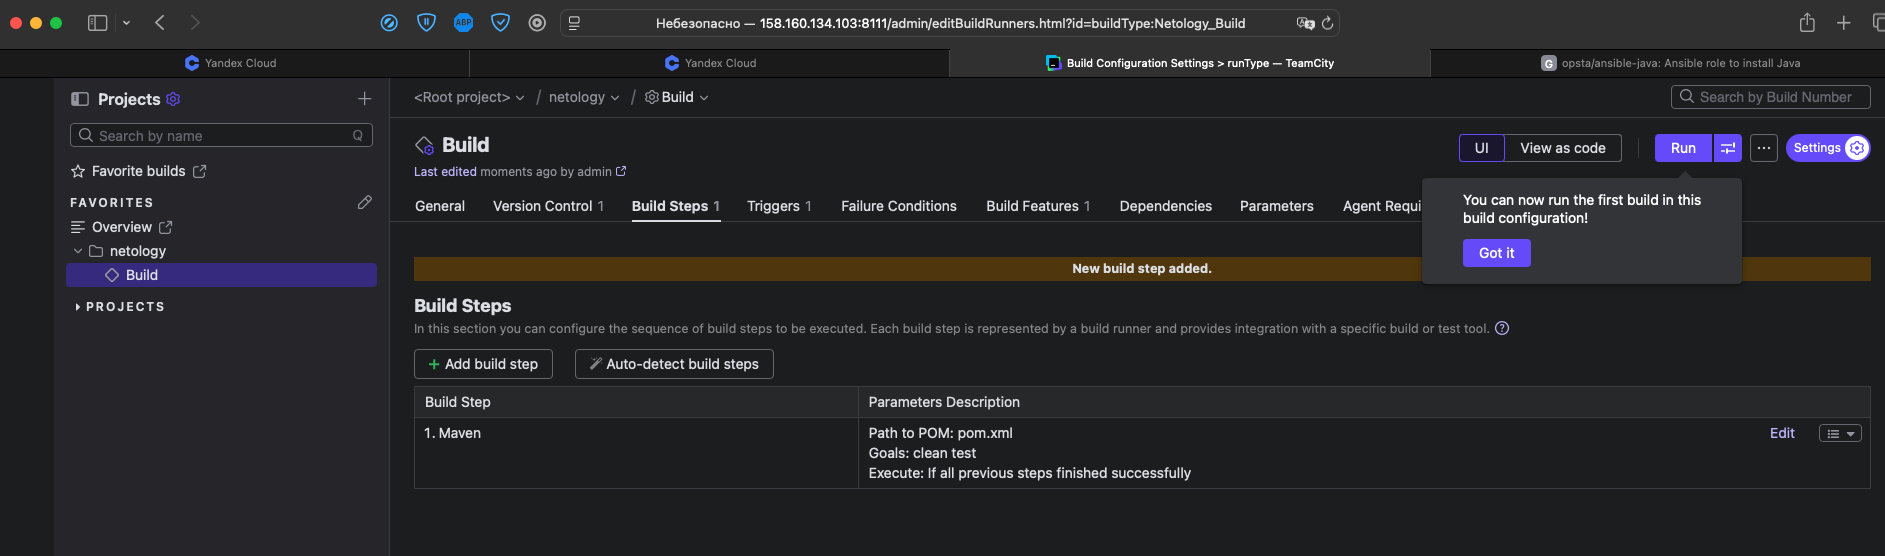 Небезопасно — 158.160.134.103:8111/admin/editBuildRunners.html?id=buildType:Netology_Build
ABP
Yandex Cloud
Yandex Cloud
Build Configuration Settings > runType — TeamCity
G opsta/ansible-java: Ansible role to install Java
Projects
<Root project> / netology / Build
Search by Build Number
Search by name Q
Build
UI View as code Run ... Settings
Last edited moments ago by admin
Favorite builds
FAVORITES
Overview
netology
Build
PROJECTS
General Version Control 1 Build Steps 1 Triggers 1 Failure Conditions Build Features 1 Dependencies Parameters Agent Requi
You can now run the first build in this
build configuration!
Got it
New build step added.
Build Steps
In this section you can configure the sequence of build steps to be executed. Each build step is represented by a build runner and provides integration with a specific build or test tool. ?
+ Add build step Auto-detect build steps
Build Step Parameters Description
1. Maven Path to POM: pom.xml Edit
Goals: clean test
Execute: If all previous steps finished successfully